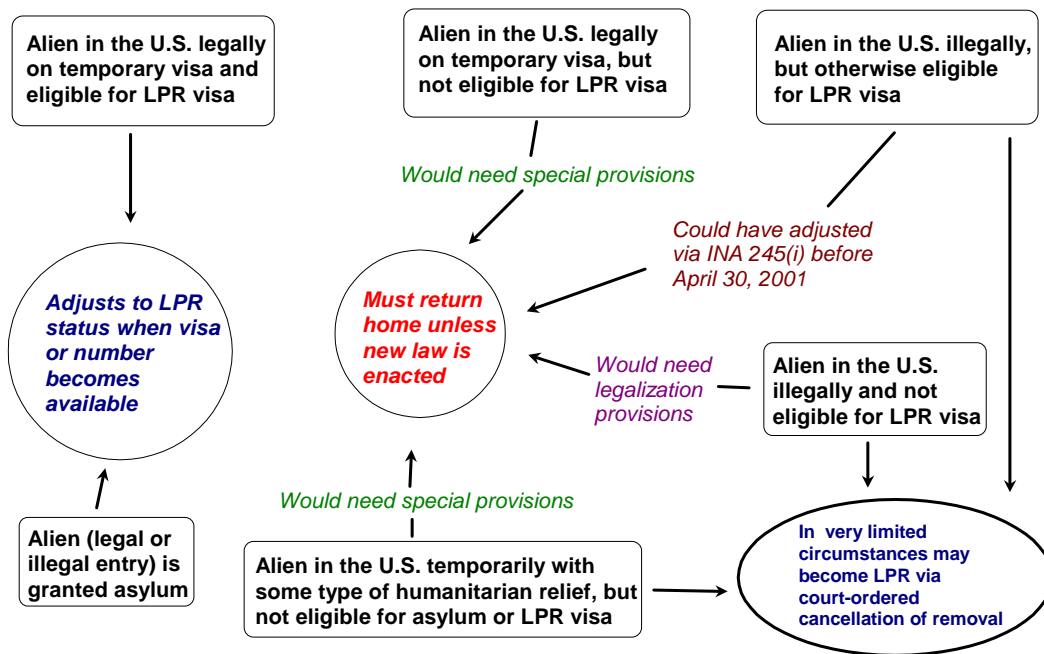 Alien in the U.S. legally
on temporary visa and
eligible for LPR visa
Alien in the U.S. legally
on temporary visa, but
not eligible for LPR visa
Alien in the U.S. illegally,
but otherwise eligible
for LPR visa
Would need special provisions
Could have adjusted
via INA 245(i) before
April 30, 2001
Adjusts to LPR
status when visa
or number
becomes
available
Must return
home unless
new law is
enacted
Would need
legalization
provisions
Alien in the U.S.
illegally and not
eligible for LPR visa
Would need special provisions
Alien (legal or
illegal entry) is
granted asylum
Alien in the U.S. temporarily with
some type of humanitarian relief, but
not eligible for asylum or LPR visa
In very limited
circumstances may
become LPR via
court-ordered
cancellation of removal